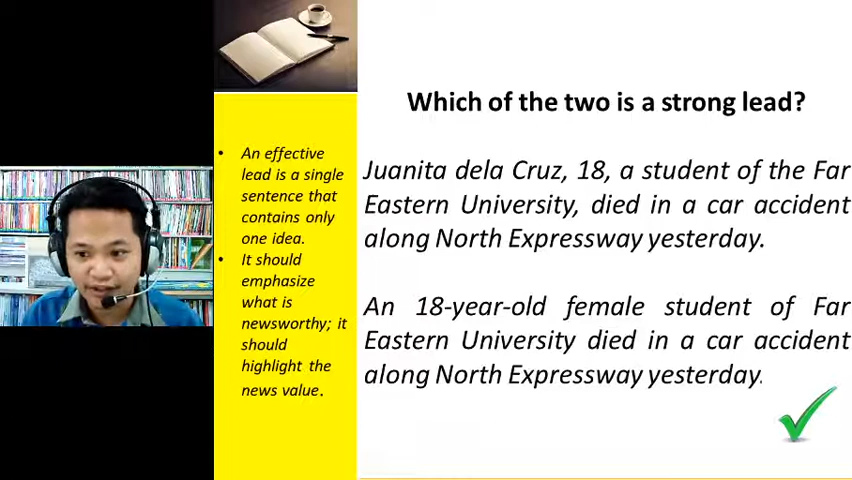 Which of the two is a strong lead?
• An effective
lead is a single
sentence that
contains only
one idea.
• It should
emphasize
what is
newsworthy; it
should
highlight the
news value.
Juanita dela Cruz, 18, a student of the Far
Eastern University, died in a car accident
along North Expressway yesterday.
An 18-year-old female student of Far
Eastern University died in a car accident
along North Expressway yesterday.